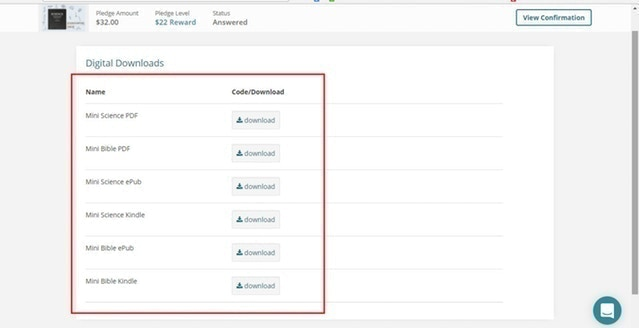 Pledge Amount Pledge Level Status
$32.00 $22 Reward Answered
View Confirmation
Digital Downloads
Name Code/Download
Mini Science PDF download
Mini Bible PDF download
Mini Science ePub download
Mini Science Kindle download
Mini Bible ePub download
Mini Bible Kindle download